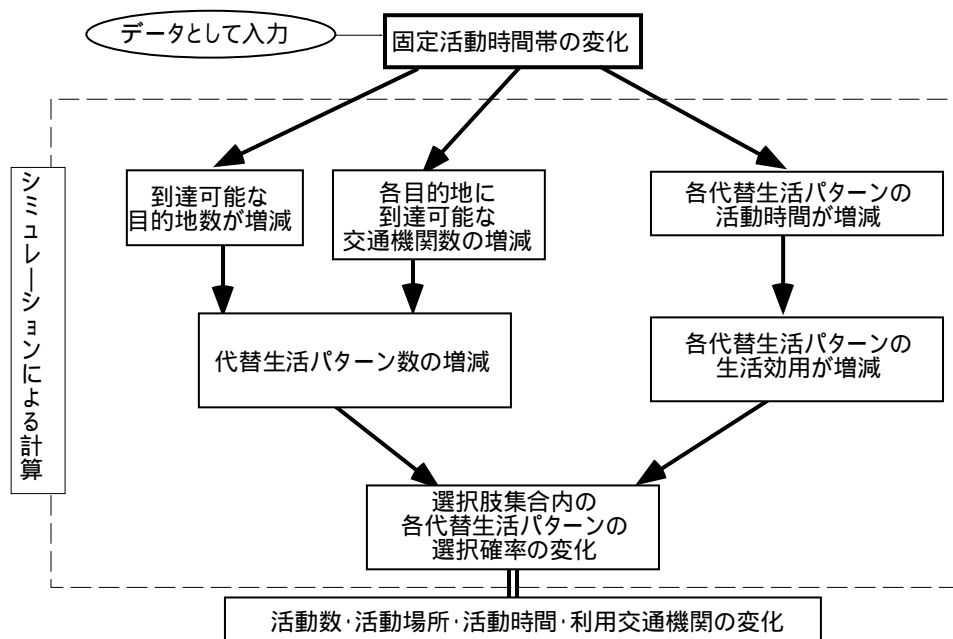 データとして入力
固定活動時間帯の変化
シミュレーションによる計算
到達可能な
目的地数が増減
各目的地に
到達可能な
交通機関数の増減
各代替生活パターンの
活動時間が増減
代替生活パターン数の増減
各代替生活パターンの
生活効用が増減
選択肢集合内の
各代替生活パターンの
選択確率の変化
活動数・活動場所・活動時間・利用交通機関の変化